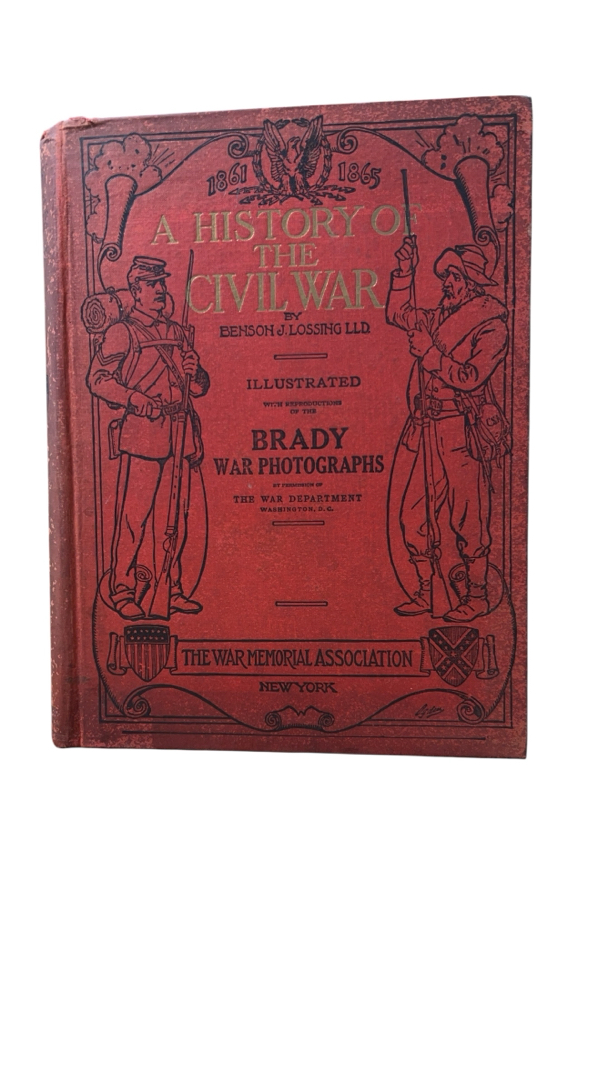 1861 1865
A HISTORY OF
THE
CIVIL WAR
BY
BENSON J. LOSSING LL.D.
ILLUSTRATED
WITH REPRODUCTIONS
OF THE
BRADY
WAR PHOTOGRAPHS
BY PERMISSION OF
THE WAR DEPARTMENT
WASHINGTON, D.C.
CSA
THE WAR MEMORIAL ASSOCIATION
NEW YORK